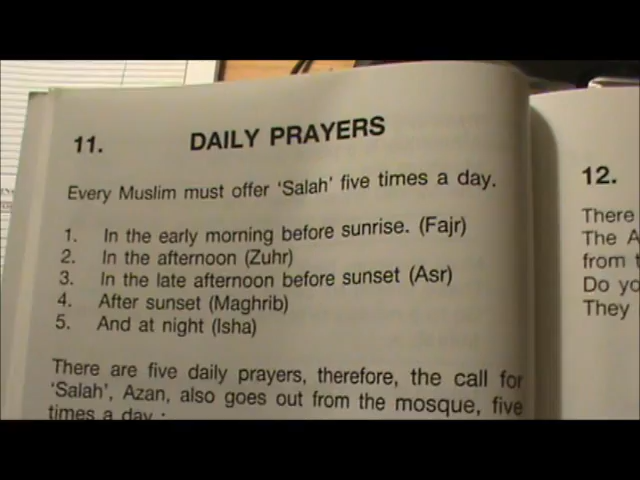 11. DAILY PRAYERS
Every Muslim must offer 'Salah' five times a day.
1. In the early morning before sunrise. (Fajr)
2. In the afternoon (Zuhr)
3. In the late afternoon before sunset (Asr)
4. After sunset (Maghrib)
5. And at night (Isha)
There are five daily prayers, therefore, the call for
'Salah', Azan, also goes out from the mosque, five
times a day :
12.
There
The A
from
Do yo
They